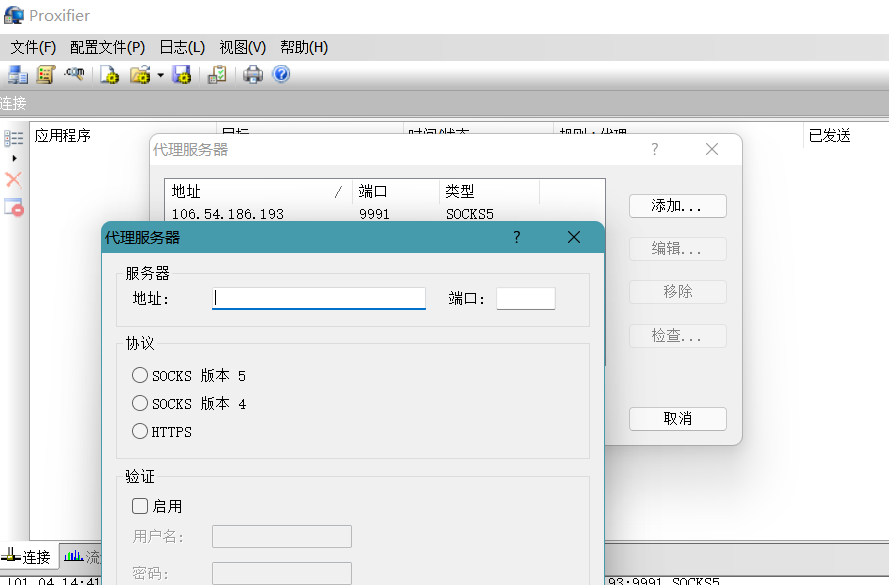 Proxifier
文件(F) 配置文件(P) 日志(L) 视图(V) 帮助(H)
连接
应用程序 目标 时间/状态 规则：代理 已发送
代理服务器 ?
地址 / 端口 类型
106.54.186.193 9991 SOCKS5
添加...
编辑...
移除
检查...
取消
代理服务器 ?
服务器
地址： 端口：
协议
SOCKS 版本 5
SOCKS 版本 4
HTTPS
验证
启用
用户名：
密码：
连接 流
[01.04 14:41 93:9991 SOCKS5